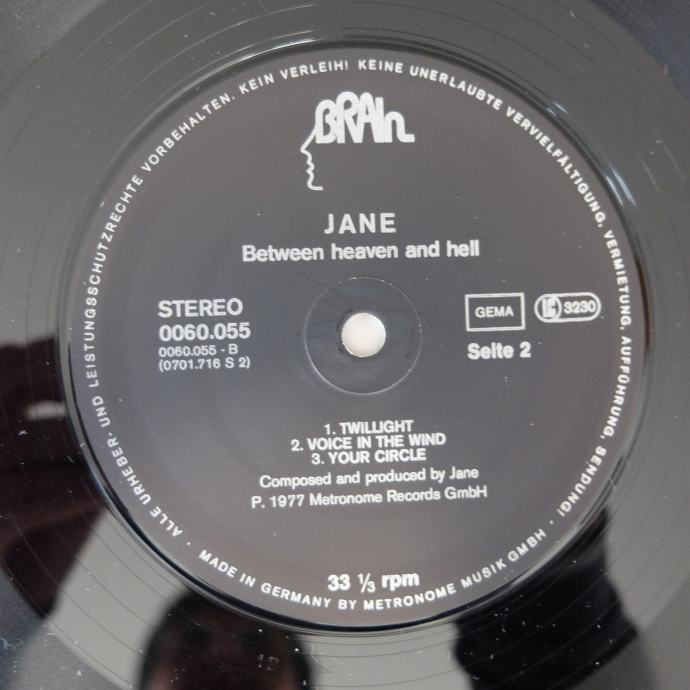 ALLE URHEBER- UND LEISTUNGSSCHUTZRECHTE VORBEHALTEN. KEIN VERLEIH! KEINE UNERLAUBTE VERVIELFÄLTIGUNG, VERMIETUNG, AUFFÜHRUNG, SENDUNG!
BRAIN
JANE
Between heaven and hell
STEREO
0060.055
0060.055 - B
(0701.716 S 2)
GEMA
LC 3230
Seite 2
1. TWILLIGHT
2. VOICE IN THE WIND
3. YOUR CIRCLE
Composed and produced by Jane
P. 1977 Metronome Records GmbH
33 ⅓ rpm
· MADE IN GERMANY BY METRONOME MUSIK GMBH ·